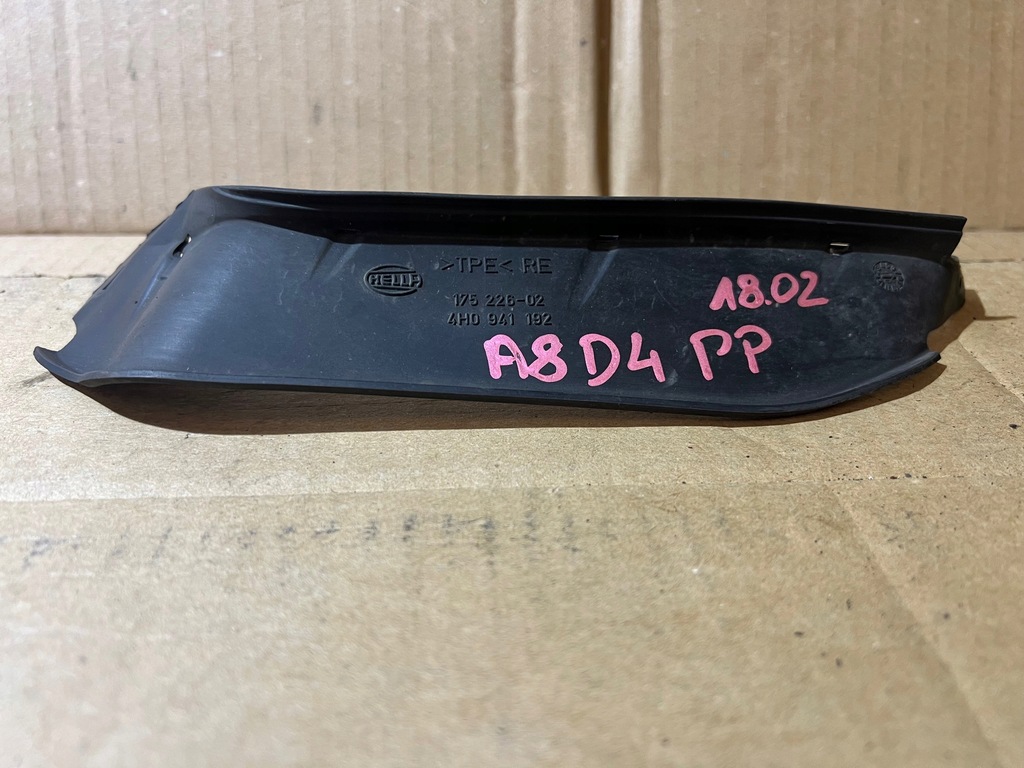 >TPE< RE
HELLA
175 226-02
4H0 941 192
18.02
A8 D4 PP